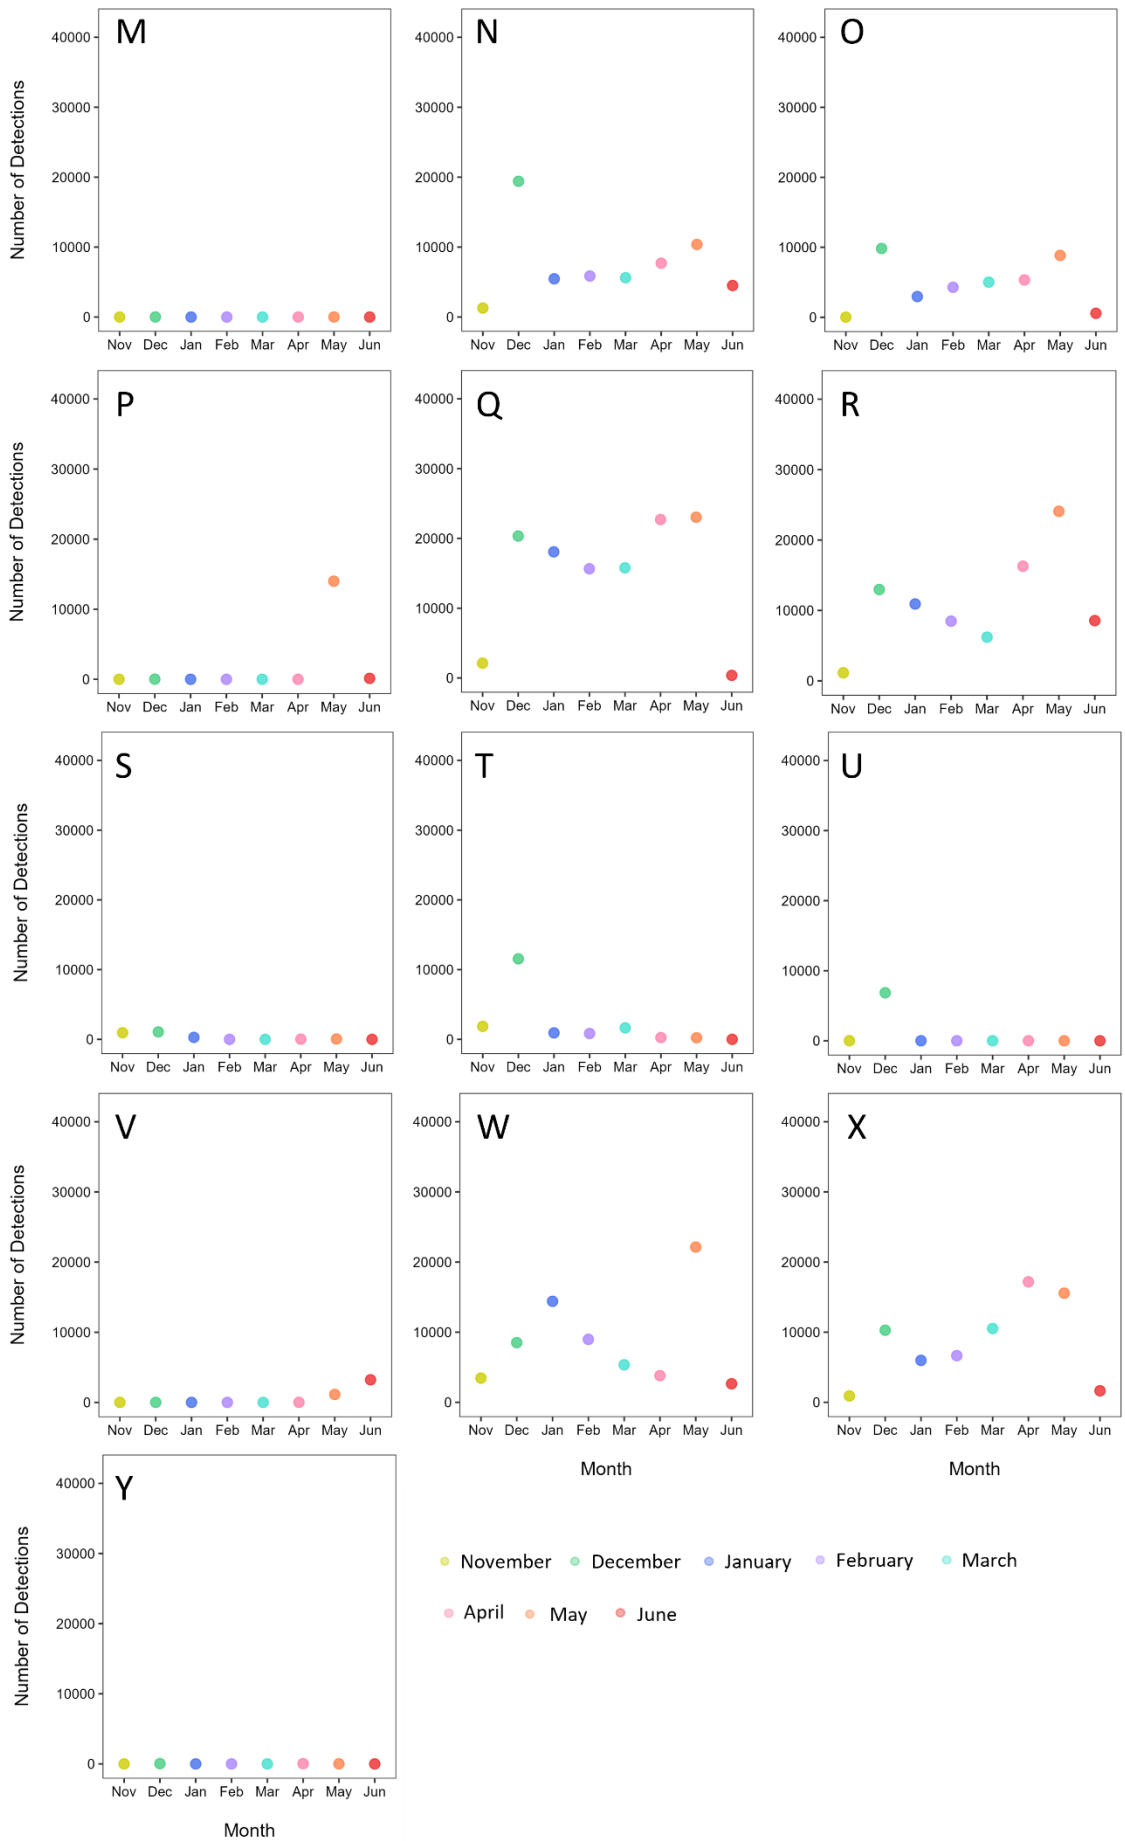 M
N
O
Number of Detections
40000
30000
20000
10000
0
40000
30000
20000
10000
0
40000
30000
20000
10000
0
Nov Dec Jan Feb Mar Apr May Jun
Nov Dec Jan Feb Mar Apr May Jun
Nov Dec Jan Feb Mar Apr May Jun
P
Q
R
Number of Detections
40000
30000
20000
10000
0
40000
30000
20000
10000
0
40000
30000
20000
10000
0
Nov Dec Jan Feb Mar Apr May Jun
Nov Dec Jan Feb Mar Apr May Jun
Nov Dec Jan Feb Mar Apr May Jun
S
T
U
Number of Detections
40000
30000
20000
10000
0
40000
30000
20000
10000
0
40000
30000
20000
10000
0
Nov Dec Jan Feb Mar Apr May Jun
Nov Dec Jan Feb Mar Apr May Jun
Nov Dec Jan Feb Mar Apr May Jun
V
W
X
Number of Detections
40000
30000
20000
10000
0
40000
30000
20000
10000
0
40000
30000
20000
10000
0
Nov Dec Jan Feb Mar Apr May Jun
Nov Dec Jan Feb Mar Apr May Jun
Nov Dec Jan Feb Mar Apr May Jun
Month
Month
Y
Number of Detections
40000
30000
20000
10000
0
Nov Dec Jan Feb Mar Apr May Jun
Month
November December January February March
April May June